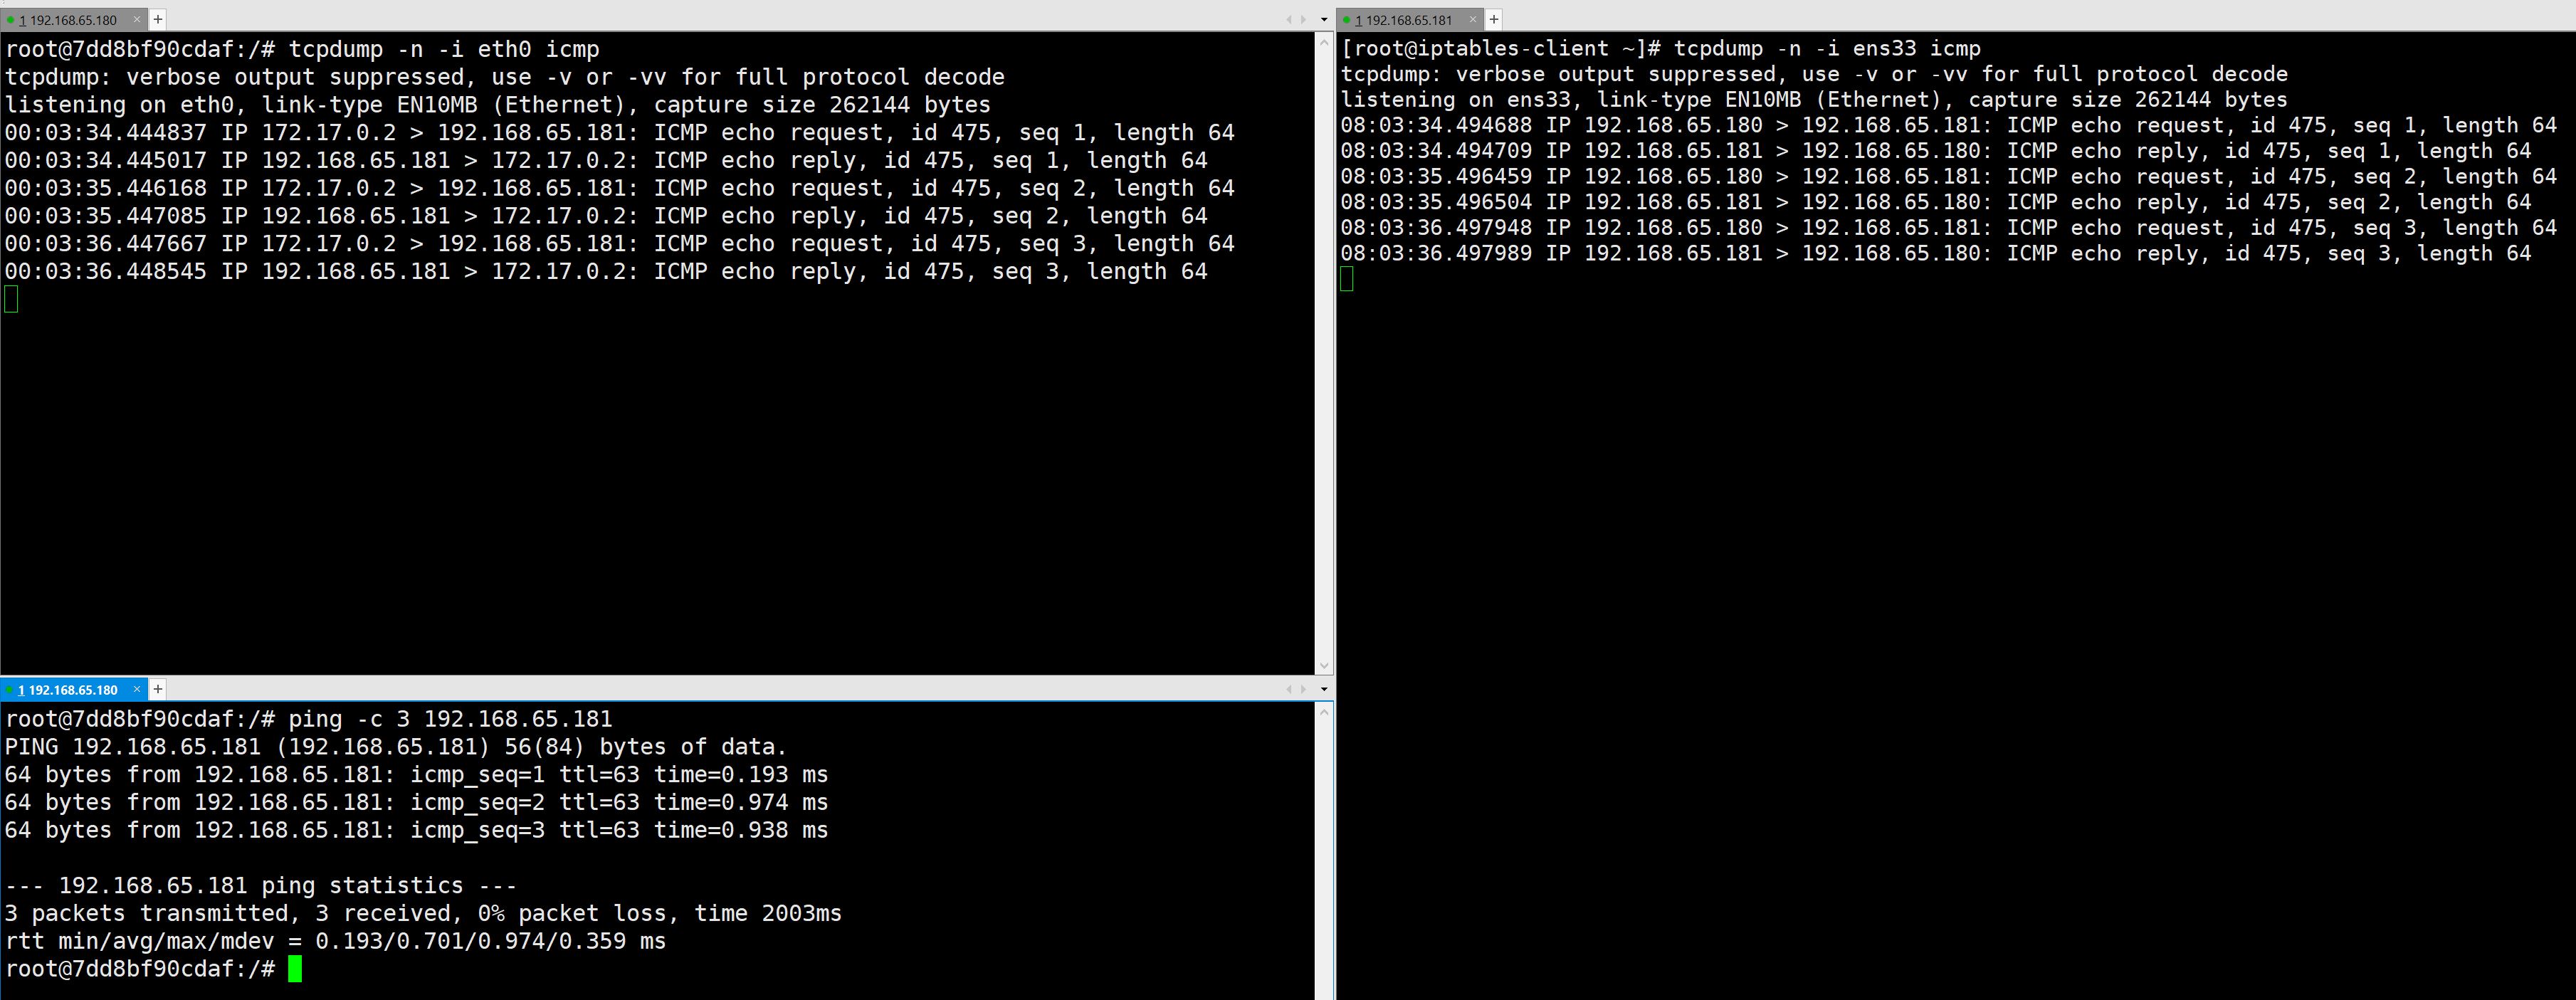 1 192.168.65.180 × +
root@7dd8bf90cdaf:/# tcpdump -n -i eth0 icmp
tcpdump: verbose output suppressed, use -v or -vv for full protocol decode
listening on eth0, link-type EN10MB (Ethernet), capture size 262144 bytes
00:03:34.444837 IP 172.17.0.2 > 192.168.65.181: ICMP echo request, id 475, seq 1, length 64
00:03:34.445017 IP 192.168.65.181 > 172.17.0.2: ICMP echo reply, id 475, seq 1, length 64
00:03:35.446168 IP 172.17.0.2 > 192.168.65.181: ICMP echo request, id 475, seq 2, length 64
00:03:35.447085 IP 192.168.65.181 > 172.17.0.2: ICMP echo reply, id 475, seq 2, length 64
00:03:36.447667 IP 172.17.0.2 > 192.168.65.181: ICMP echo request, id 475, seq 3, length 64
00:03:36.448545 IP 192.168.65.181 > 172.17.0.2: ICMP echo reply, id 475, seq 3, length 64
1 192.168.65.180 × +
root@7dd8bf90cdaf:/# ping -c 3 192.168.65.181
PING 192.168.65.181 (192.168.65.181) 56(84) bytes of data.
64 bytes from 192.168.65.181: icmp_seq=1 ttl=63 time=0.193 ms
64 bytes from 192.168.65.181: icmp_seq=2 ttl=63 time=0.974 ms
64 bytes from 192.168.65.181: icmp_seq=3 ttl=63 time=0.938 ms
--- 192.168.65.181 ping statistics ---
3 packets transmitted, 3 received, 0% packet loss, time 2003ms
rtt min/avg/max/mdev = 0.193/0.701/0.974/0.359 ms
root@7dd8bf90cdaf:/#
1 192.168.65.181 × +
[root@iptables-client ~]# tcpdump -n -i ens33 icmp
tcpdump: verbose output suppressed, use -v or -vv for full protocol decode
listening on ens33, link-type EN10MB (Ethernet), capture size 262144 bytes
08:03:34.494688 IP 192.168.65.180 > 192.168.65.181: ICMP echo request, id 475, seq 1, length 64
08:03:34.494709 IP 192.168.65.181 > 192.168.65.180: ICMP echo reply, id 475, seq 1, length 64
08:03:35.496459 IP 192.168.65.180 > 192.168.65.181: ICMP echo request, id 475, seq 2, length 64
08:03:35.496504 IP 192.168.65.181 > 192.168.65.180: ICMP echo reply, id 475, seq 2, length 64
08:03:36.497948 IP 192.168.65.180 > 192.168.65.181: ICMP echo request, id 475, seq 3, length 64
08:03:36.497989 IP 192.168.65.181 > 192.168.65.180: ICMP echo reply, id 475, seq 3, length 64